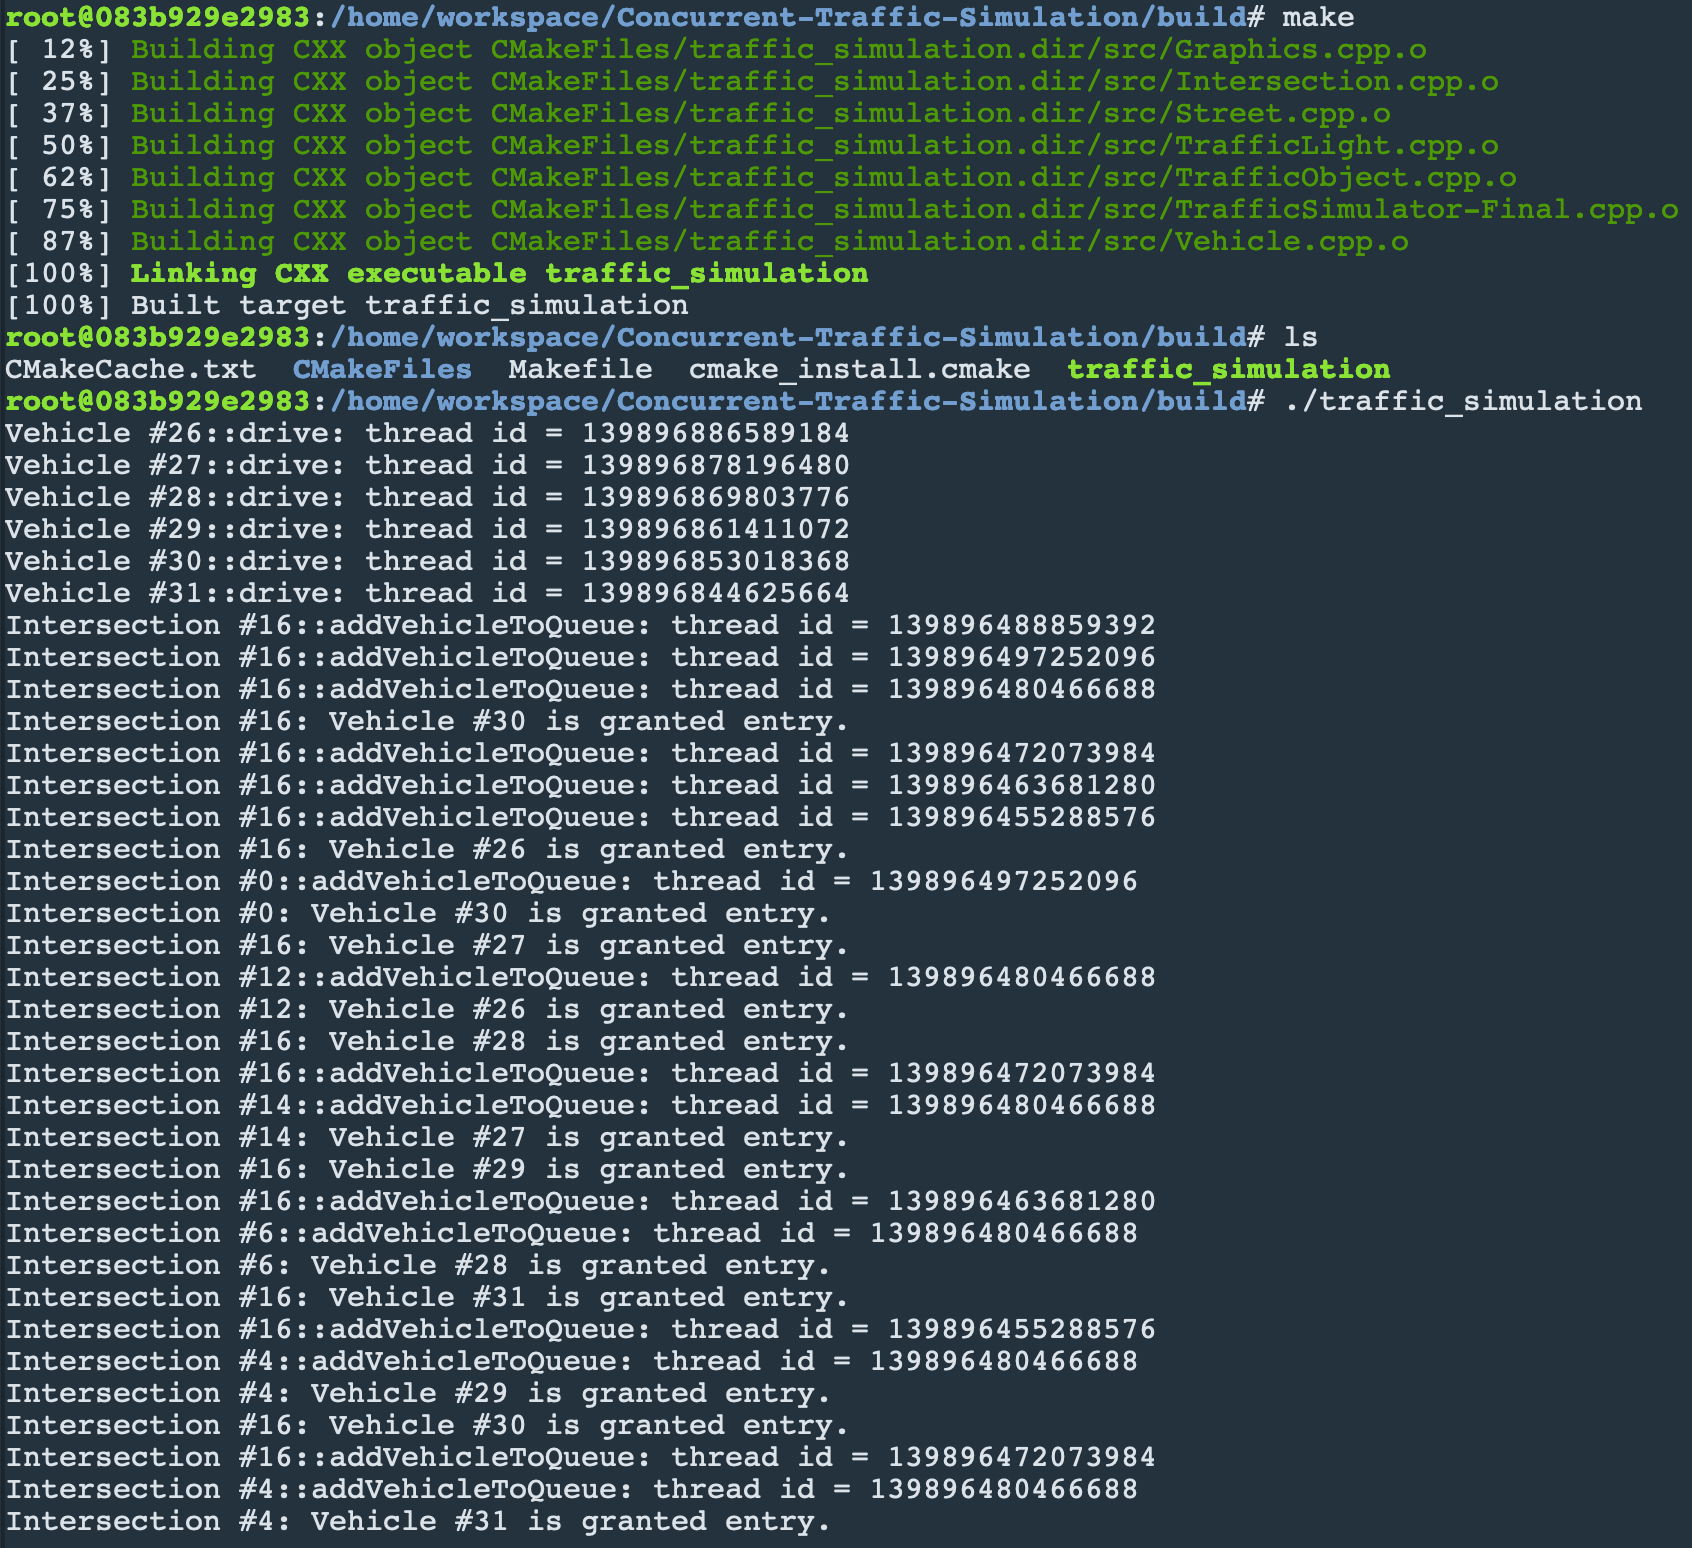 root@083b929e2983:/home/workspace/Concurrent-Traffic-Simulation/build# make
[ 12%] Building CXX object CMakeFiles/traffic_simulation.dir/src/Graphics.cpp.o
[ 25%] Building CXX object CMakeFiles/traffic_simulation.dir/src/Intersection.cpp.o
[ 37%] Building CXX object CMakeFiles/traffic_simulation.dir/src/Street.cpp.o
[ 50%] Building CXX object CMakeFiles/traffic_simulation.dir/src/TrafficLight.cpp.o
[ 62%] Building CXX object CMakeFiles/traffic_simulation.dir/src/TrafficObject.cpp.o
[ 75%] Building CXX object CMakeFiles/traffic_simulation.dir/src/TrafficSimulator-Final.cpp.o
[ 87%] Building CXX object CMakeFiles/traffic_simulation.dir/src/Vehicle.cpp.o
[100%] Linking CXX executable traffic_simulation
[100%] Built target traffic_simulation
root@083b929e2983:/home/workspace/Concurrent-Traffic-Simulation/build# ls
CMakeCache.txt  CMakeFiles  Makefile  cmake_install.cmake  traffic_simulation
root@083b929e2983:/home/workspace/Concurrent-Traffic-Simulation/build# ./traffic_simulation
Vehicle #26::drive: thread id = 139896886589184
Vehicle #27::drive: thread id = 139896878196480
Vehicle #28::drive: thread id = 139896869803776
Vehicle #29::drive: thread id = 139896861411072
Vehicle #30::drive: thread id = 139896853018368
Vehicle #31::drive: thread id = 139896844625664
Intersection #16::addVehicleToQueue: thread id = 139896488859392
Intersection #16::addVehicleToQueue: thread id = 139896497252096
Intersection #16::addVehicleToQueue: thread id = 139896480466688
Intersection #16: Vehicle #30 is granted entry.
Intersection #16::addVehicleToQueue: thread id = 139896472073984
Intersection #16::addVehicleToQueue: thread id = 139896463681280
Intersection #16::addVehicleToQueue: thread id = 139896455288576
Intersection #16: Vehicle #26 is granted entry.
Intersection #0::addVehicleToQueue: thread id = 139896497252096
Intersection #0: Vehicle #30 is granted entry.
Intersection #16: Vehicle #27 is granted entry.
Intersection #12::addVehicleToQueue: thread id = 139896480466688
Intersection #12: Vehicle #26 is granted entry.
Intersection #16: Vehicle #28 is granted entry.
Intersection #16::addVehicleToQueue: thread id = 139896472073984
Intersection #14::addVehicleToQueue: thread id = 139896480466688
Intersection #14: Vehicle #27 is granted entry.
Intersection #16: Vehicle #29 is granted entry.
Intersection #16::addVehicleToQueue: thread id = 139896463681280
Intersection #6::addVehicleToQueue: thread id = 139896480466688
Intersection #6: Vehicle #28 is granted entry.
Intersection #16: Vehicle #31 is granted entry.
Intersection #16::addVehicleToQueue: thread id = 139896455288576
Intersection #4::addVehicleToQueue: thread id = 139896480466688
Intersection #4: Vehicle #29 is granted entry.
Intersection #16: Vehicle #30 is granted entry.
Intersection #16::addVehicleToQueue: thread id = 139896472073984
Intersection #4::addVehicleToQueue: thread id = 139896480466688
Intersection #4: Vehicle #31 is granted entry.